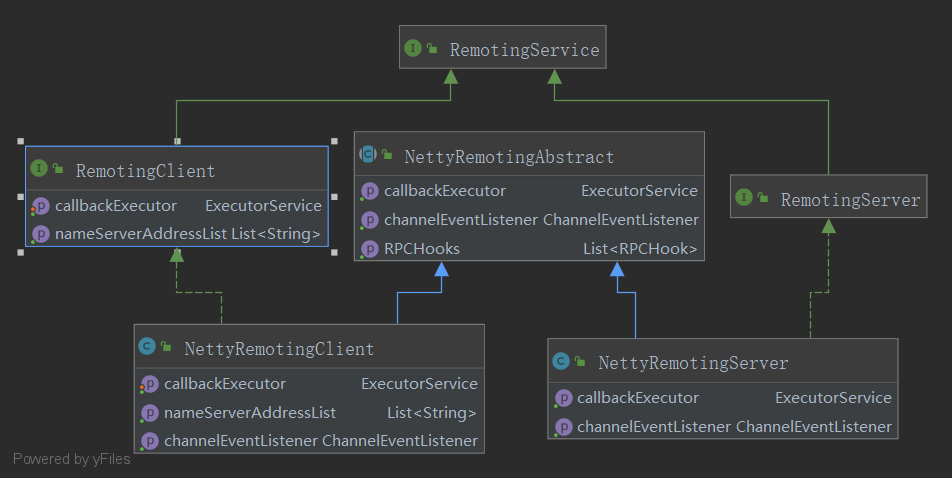 RemotingService
RemotingClient
callbackExecutor ExecutorService
nameServerAddressList List<String>
NettyRemotingAbstract
callbackExecutor ExecutorService
channelEventListener ChannelEventListener
RPCHooks List<RPCHook>
RemotingServer
NettyRemotingClient
callbackExecutor ExecutorService
nameServerAddressList List<String>
channelEventListener ChannelEventListener
NettyRemotingServer
callbackExecutor ExecutorService
channelEventListener ChannelEventListener
Powered by yFiles